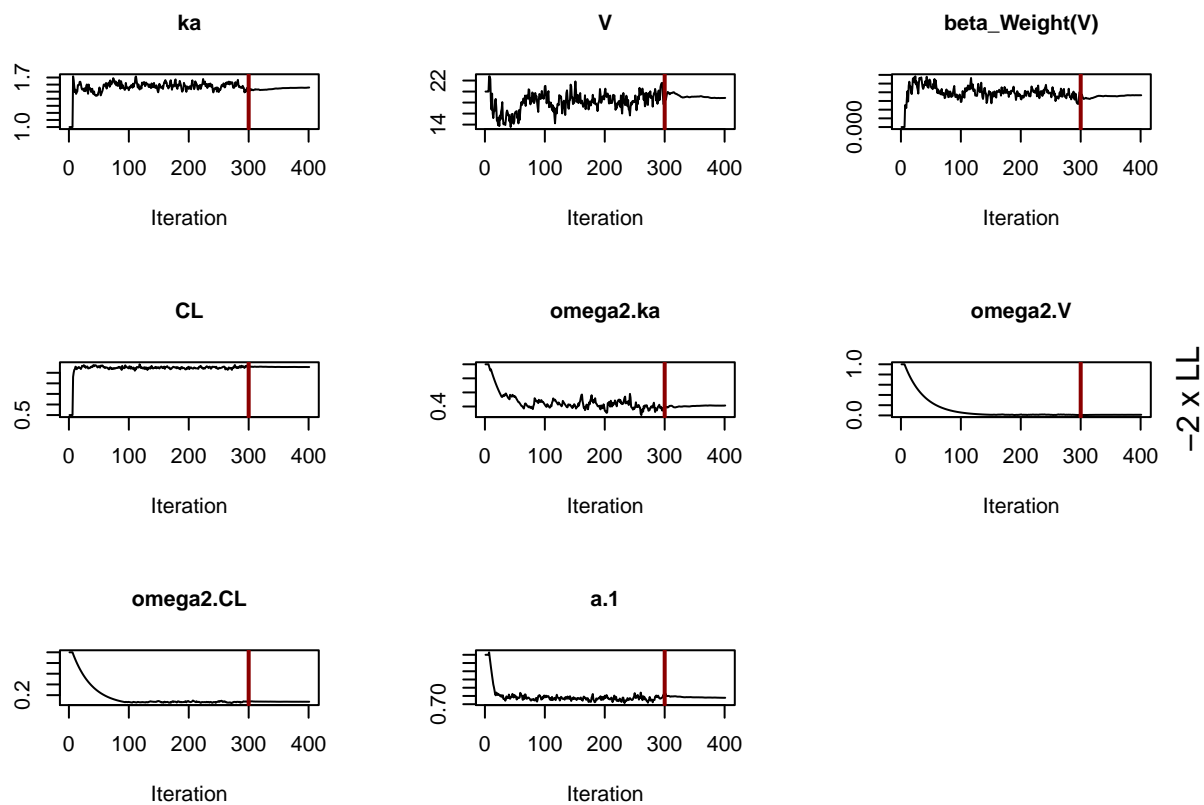 ka
1.0 1.7
0 100 200 300 400
Iteration
V
14 22
0 100 200 300 400
Iteration
beta_Weight(V)
0.000
0 100 200 300 400
Iteration
CL
0.5
0 100 200 300 400
Iteration
omega2.ka
0.4
0 100 200 300 400
Iteration
omega2.V
0.0 1.0
0 100 200 300 400
Iteration
−2 x LL
omega2.CL
0.2
0 100 200 300 400
Iteration
a.1
0.70
0 100 200 300 400
Iteration